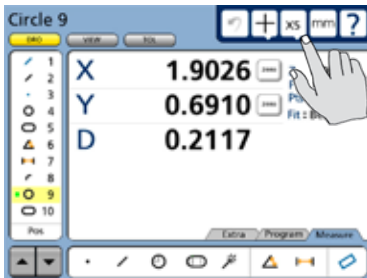 Circle 9
x5 mm ?
DRO VIEW TOL
1
2
3
4
5
6
7
8
9
10
Pos
X 1.9026
Y 0.6910
D 0.2117
Fit :
Extra Program Measure